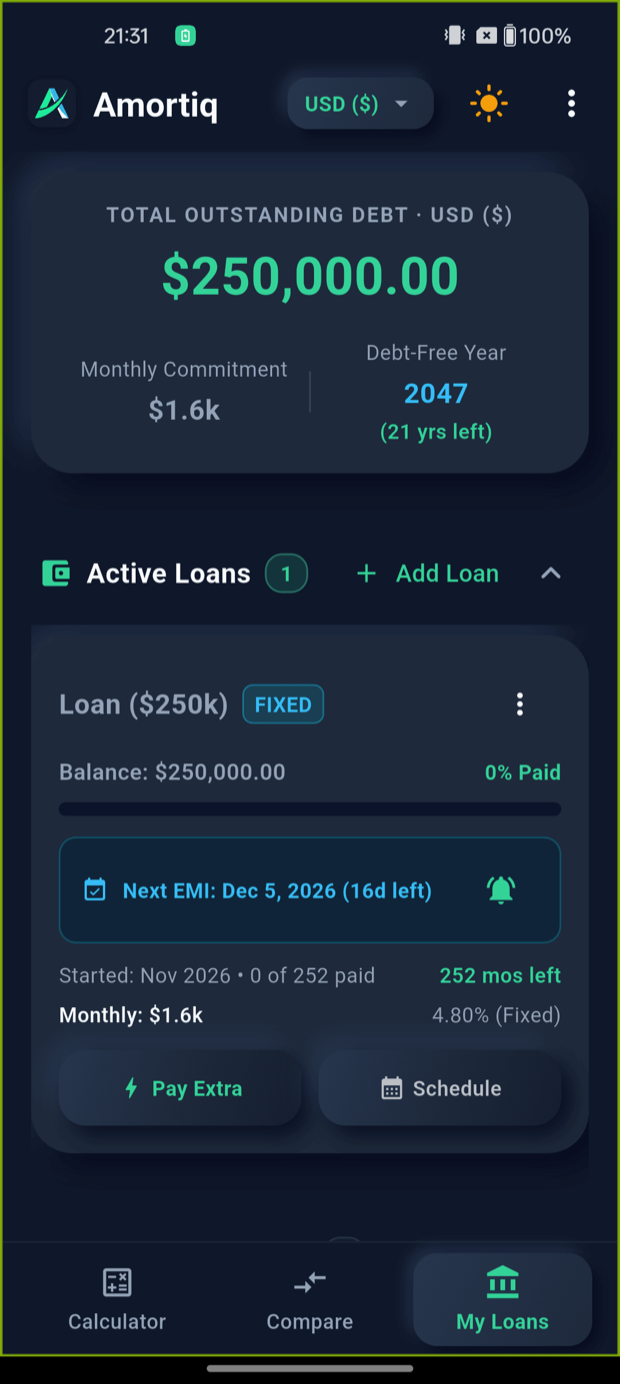 21:31
100%
Amortiq
USD ($)
TOTAL OUTSTANDING DEBT · USD ($)
$250,000.00
Monthly Commitment
$1.6k
Debt-Free Year
2047
(21 yrs left)
Active Loans 1
+ Add Loan
Loan ($250k) FIXED
Balance: $250,000.00
0% Paid
Next EMI: Dec 5, 2026 (16d left)
Started: Nov 2026 • 0 of 252 paid
252 mos left
Monthly: $1.6k
4.80% (Fixed)
Pay Extra
Schedule
Calculator
Compare
My Loans